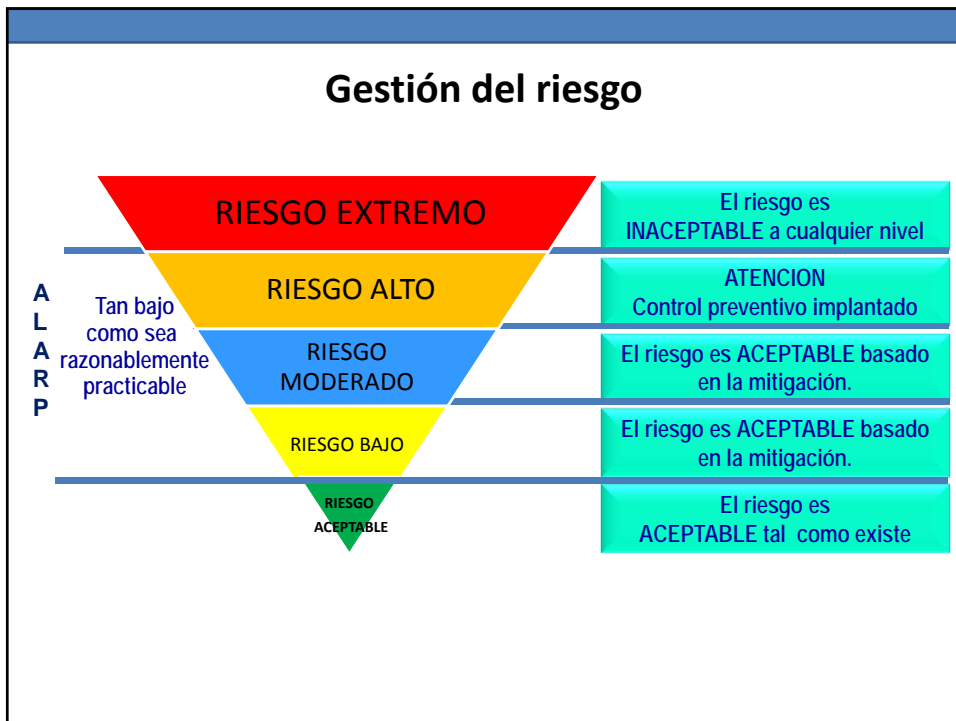 Gestión del riesgo
RIESGO EXTREMO
El riesgo es
INACEPTABLE a cualquier nivel
A
L
A
R
P
Tan bajo
como sea
razonablemente
practicable
RIESGO ALTO
ATENCION
Control preventivo implantado
RIESGO
MODERADO
El riesgo es ACEPTABLE basado
en la mitigación.
RIESGO BAJO
El riesgo es ACEPTABLE basado
en la mitigación.
RIESGO
ACEPTABLE
El riesgo es
ACEPTABLE tal como existe